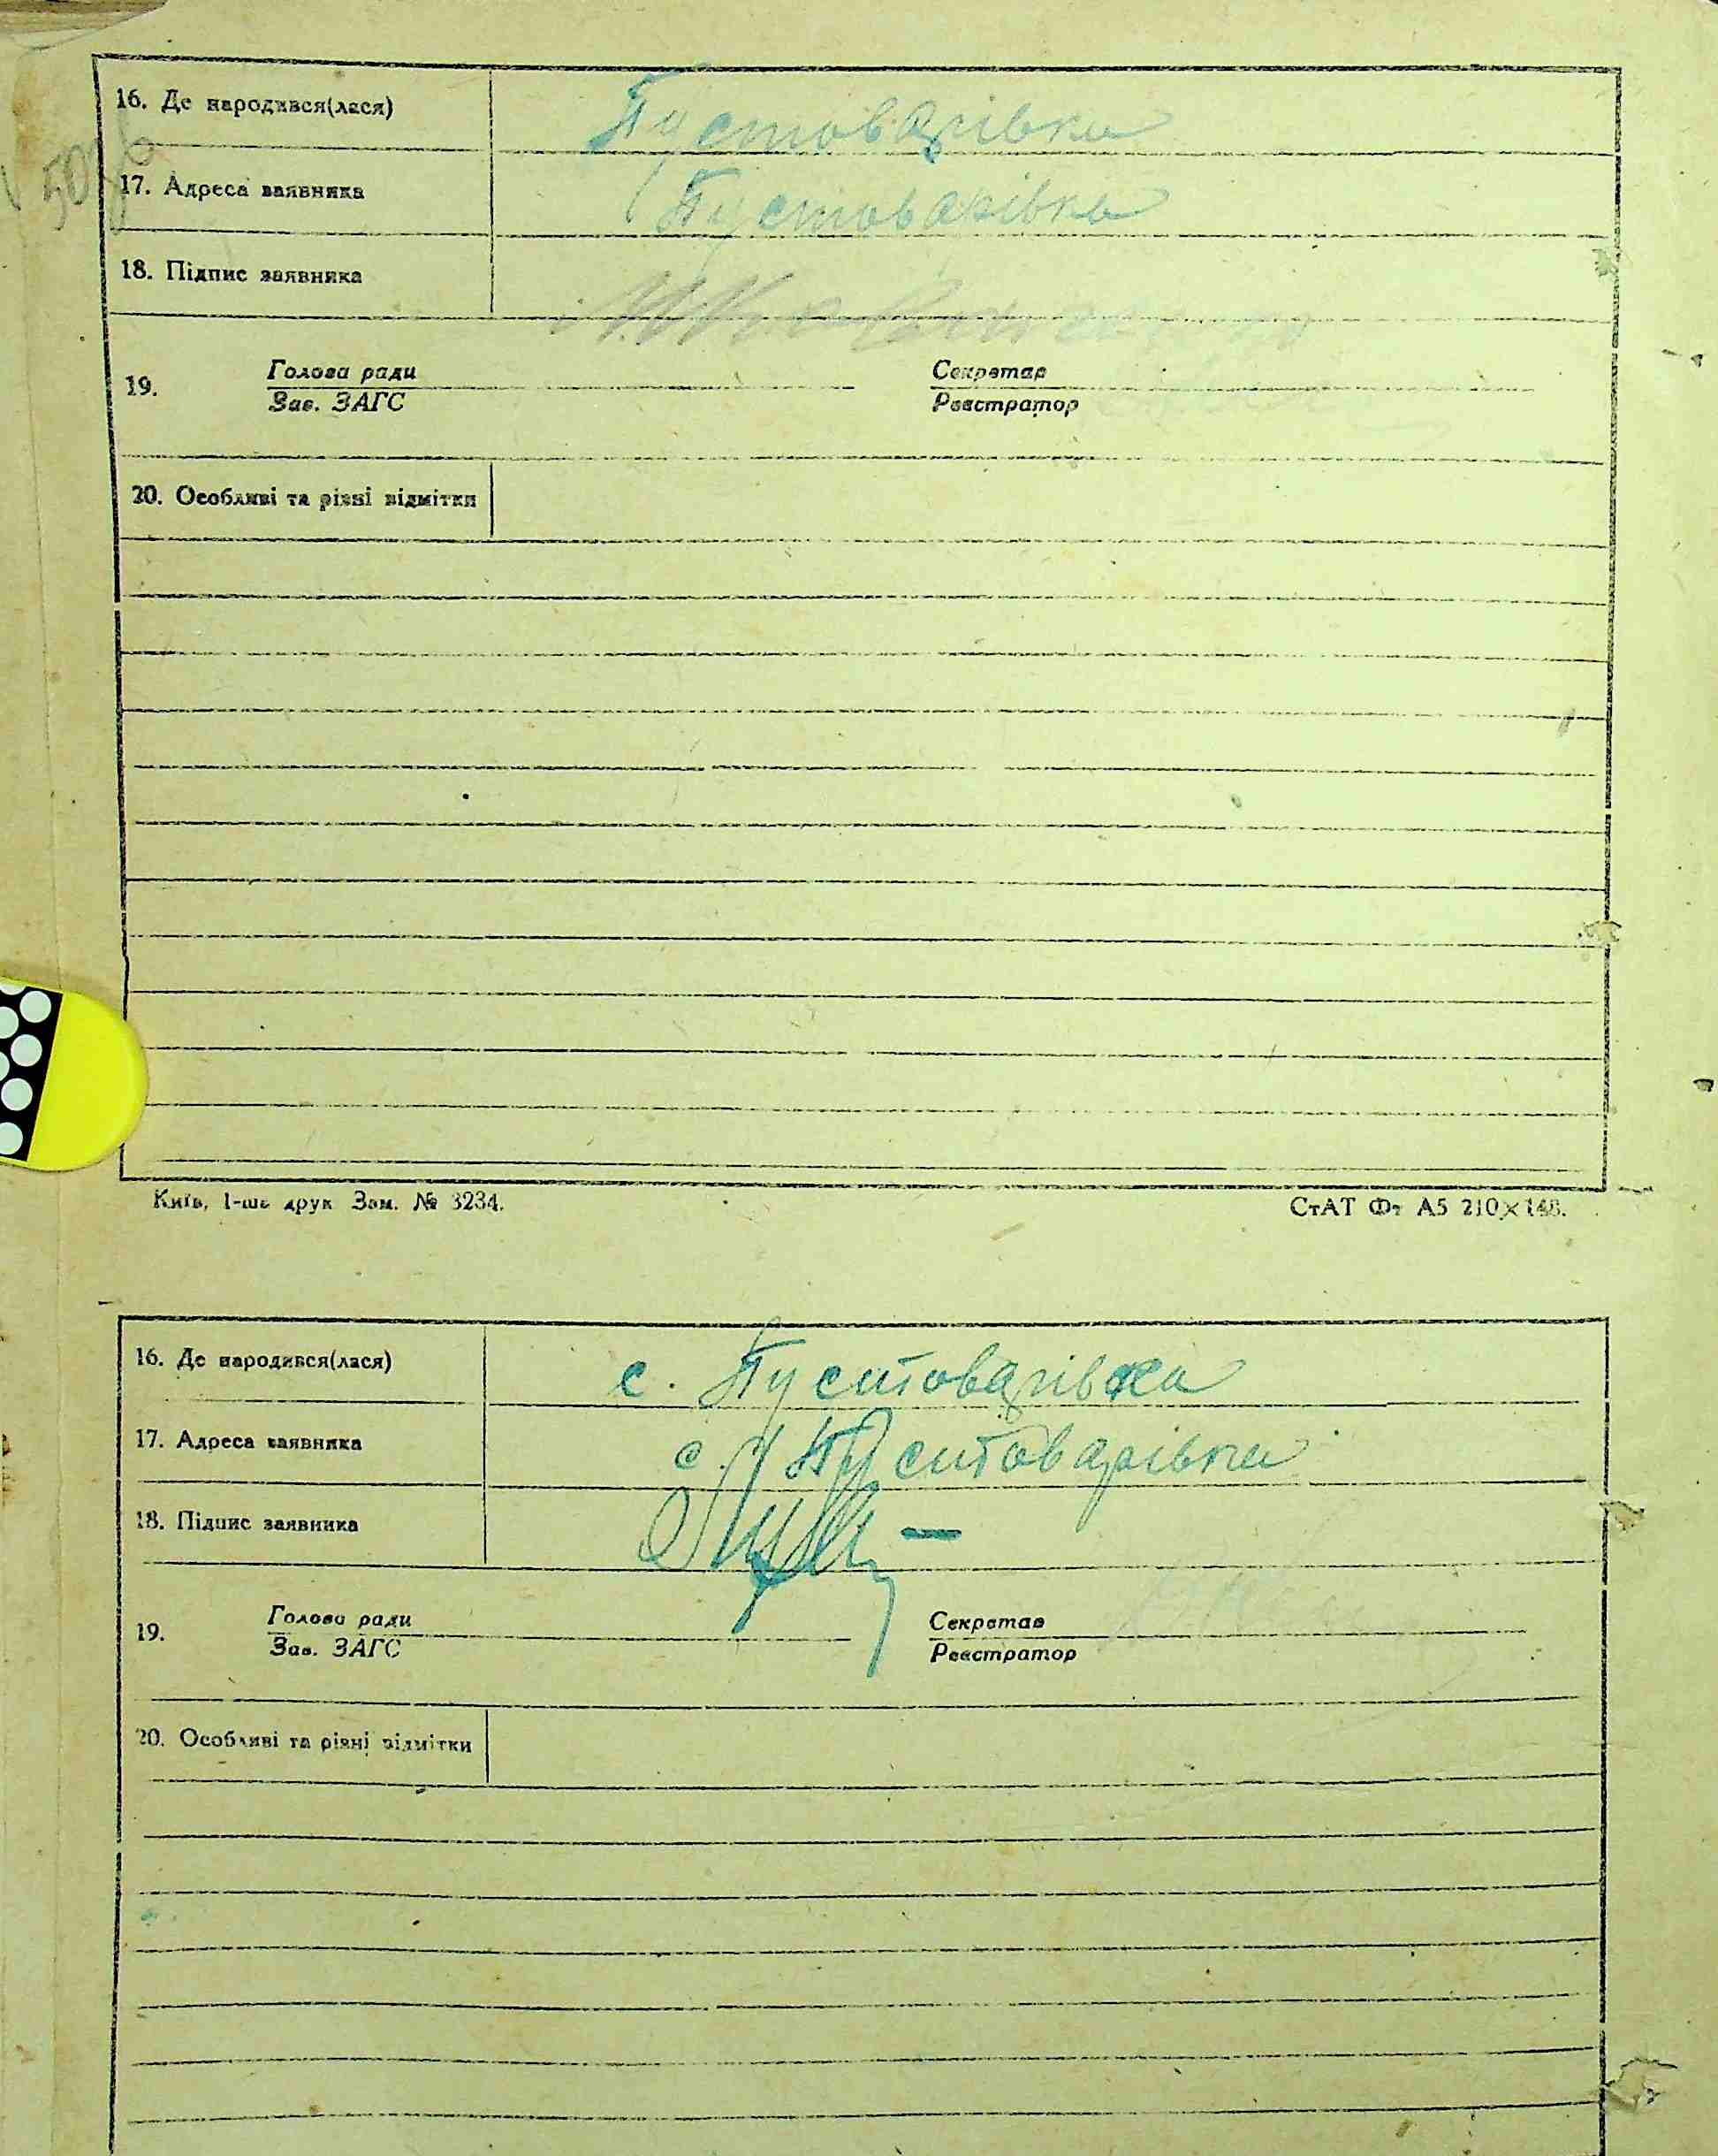 16. Де народився(лася)
Пустоварівка
17. Адреса заявника
Пустоварівка
18. Підпис заявника
19.
Голова ради
Зав. ЗАГС
Секретар
Реєстратор
20. Особливі та різні відмітки
Київ, 1-ша друк Зам. № 3234.
СтАТ Фт А5 210×148.
16. Де народився(лася)
с. Пустоварівка
17. Адреса заявника
с. Пустоварівка
18. Підпис заявника
19.
Голова ради
Зав. ЗАГС
Секретар
Реєстратор
20. Особливі та різні відмітки